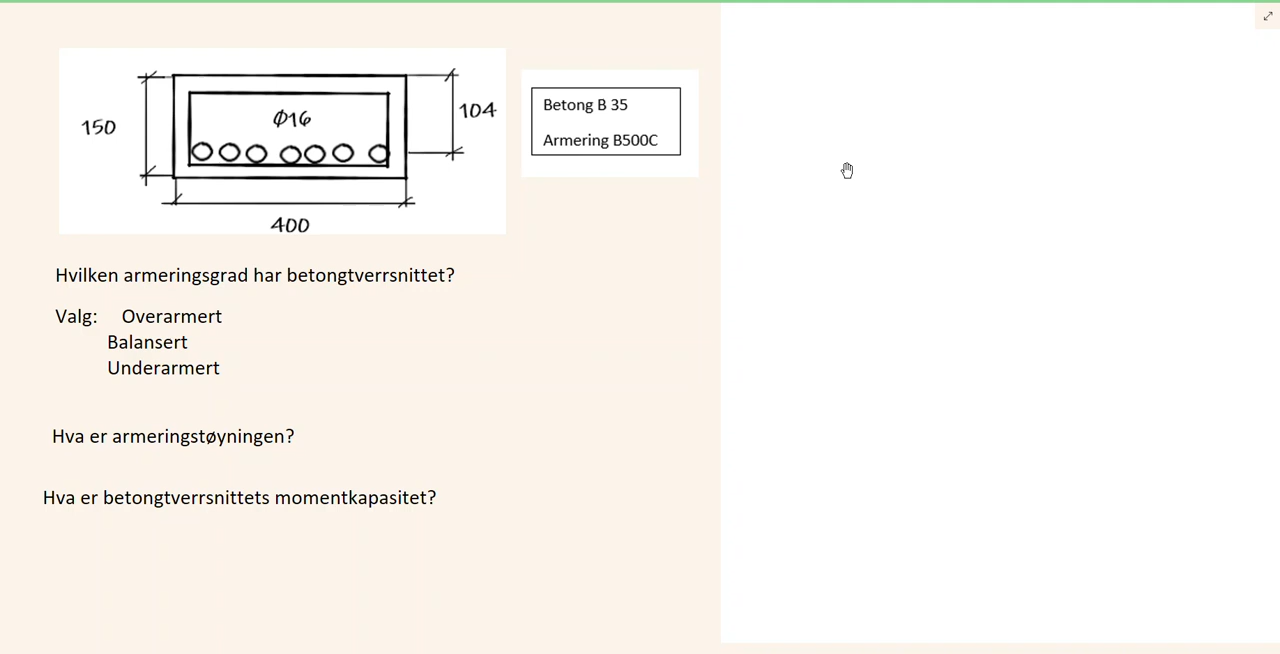 150
Ø16
104
400
Betong B 35
Armering B500C
Hvilken armeringsgrad har betongtverrsnittet?
Valg: Overarmert
Balansert
Underarmert
Hva er armeringstøyningen?
Hva er betongtverrsnittets momentkapasitet?